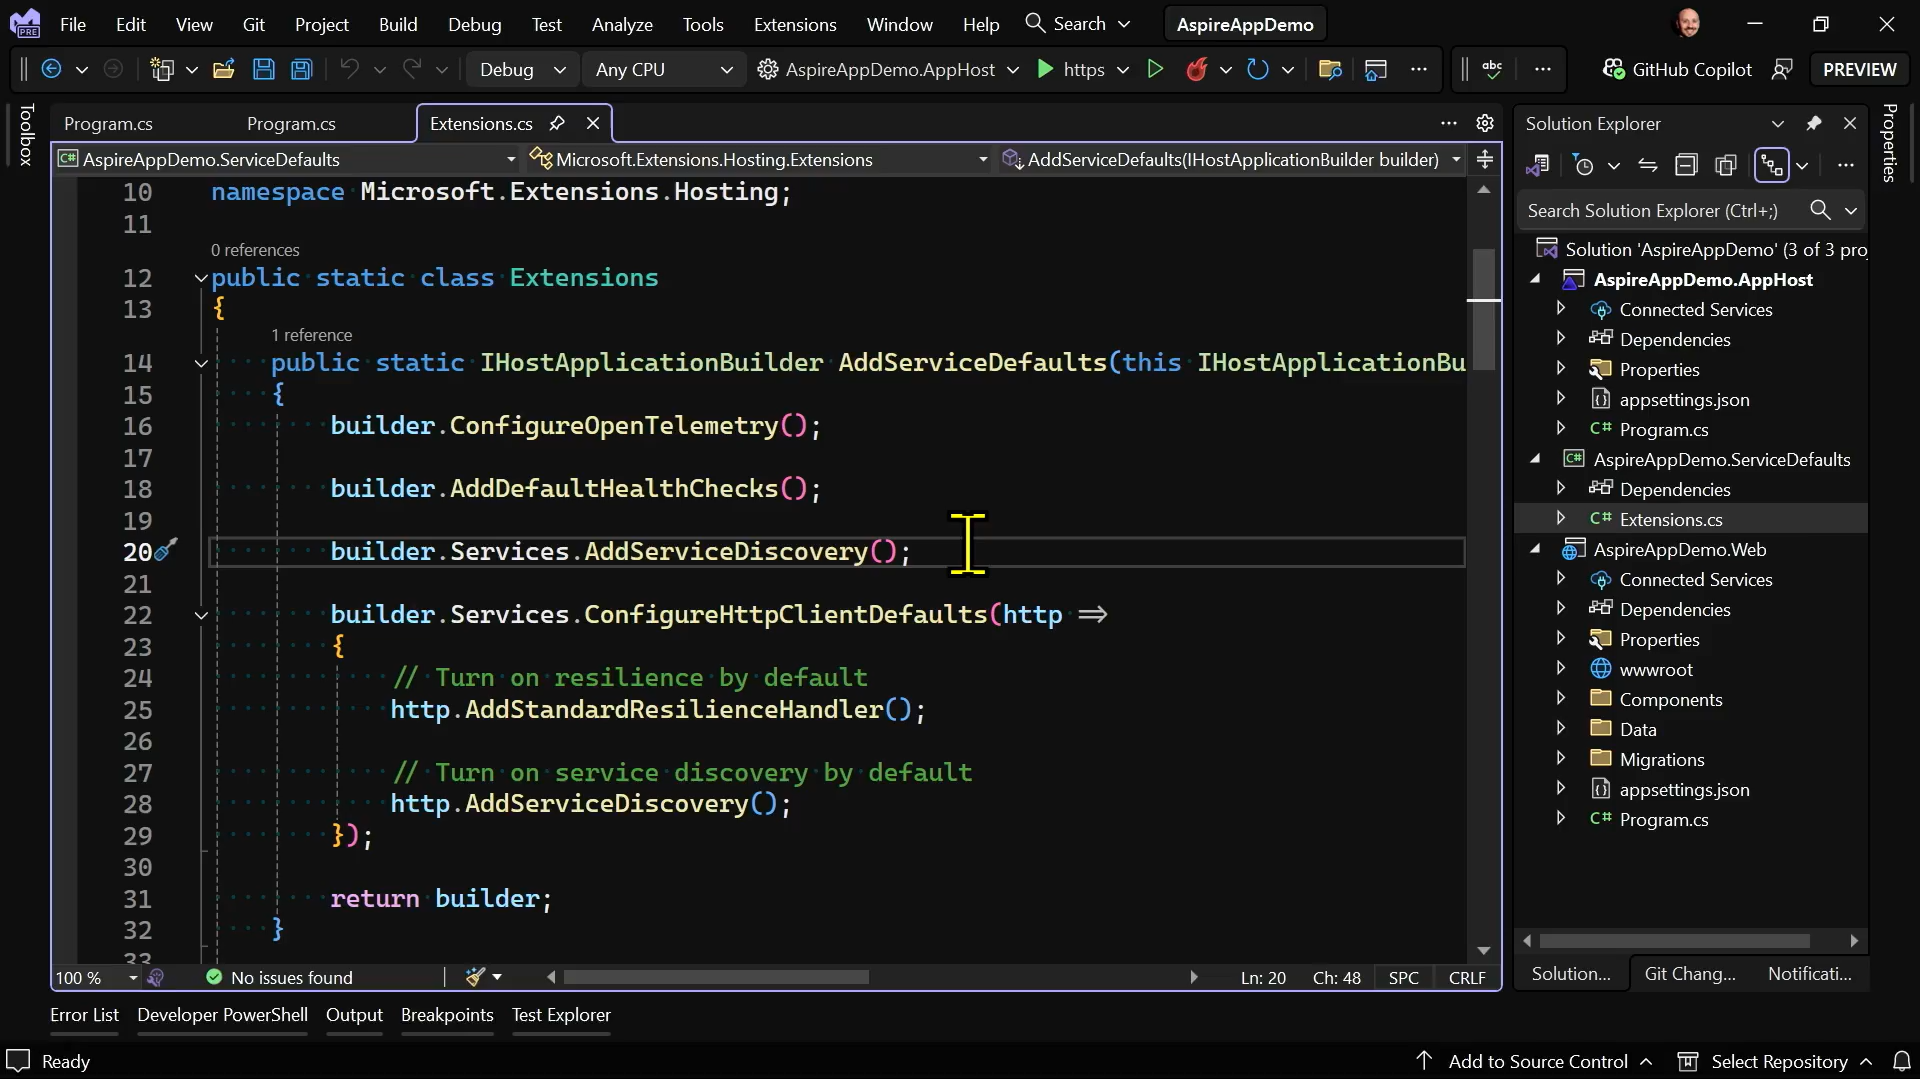 File Edit View Git Project Build Debug Test Analyze Tools Extensions Window Help Search AspireAppDemo
PRE
Debug Any CPU AspireAppDemo.AppHost https abc GitHub Copilot PREVIEW
Toolbox
Program.cs Program.cs Extensions.cs
AspireAppDemo.ServiceDefaults Microsoft.Extensions.Hosting.Extensions AddServiceDefaults(IHostApplicationBuilder builder)
10 namespace Microsoft.Extensions.Hosting;
11
0 references
12 public static class Extensions
13 {
1 reference
14 public static IHostApplicationBuilder AddServiceDefaults(this IHostApplicationBu
15 {
16 builder.ConfigureOpenTelemetry();
17
18 builder.AddDefaultHealthChecks();
19
20 builder.Services.AddServiceDiscovery();
21
22 builder.Services.ConfigureHttpClientDefaults(http =>
23 {
24 // Turn on resilience by default
25 http.AddStandardResilienceHandler();
26
27 // Turn on service discovery by default
28 http.AddServiceDiscovery();
29 });
30
31 return builder;
32 }
33
100 % No issues found Ln: 20 Ch: 48 SPC CRLF
Solution Explorer
Search Solution Explorer (Ctrl+;)
Solution 'AspireAppDemo' (3 of 3 proj
AspireAppDemo.AppHost
Connected Services
Dependencies
Properties
appsettings.json
C# Program.cs
C# AspireAppDemo.ServiceDefaults
Dependencies
C# Extensions.cs
AspireAppDemo.Web
Connected Services
Dependencies
Properties
wwwroot
Components
Data
Migrations
appsettings.json
C# Program.cs
Solution... Git Chang... Notificati...
Properties
Error List Developer PowerShell Output Breakpoints Test Explorer
Ready Add to Source Control Select Repository